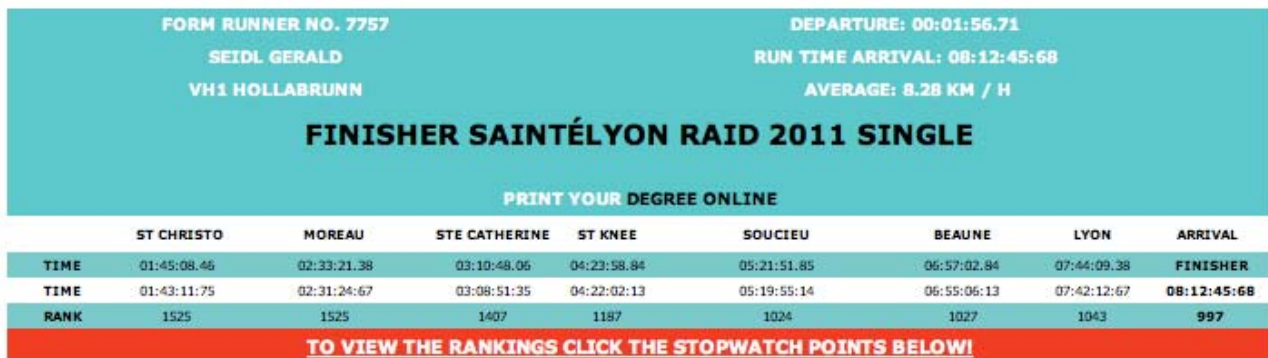 FORM RUNNER NO. 7757 DEPARTURE: 00:01:56.71
SEIDL GERALD RUN TIME ARRIVAL: 08:12:45:68
VH1 HOLLABRUNN AVERAGE: 8.28 KM / H
FINISHER SAINTÉLYON RAID 2011 SINGLE
PRINT YOUR DEGREE ONLINE
ST CHRISTO MOREAU STE CATHERINE ST KNEE SOUCIEU BEAUNE LYON ARRIVAL
TIME 01:45:08.46 02:33:21.38 03:10:48.06 04:23:58.84 05:21:51.85 06:57:02.84 07:44:09.38 FINISHER
TIME 01:43:11:75 02:31:24:67 03:08:51:35 04:22:02:13 05:19:55:14 06:55:06:13 07:42:12:67 08:12:45:68
RANK 1525 1525 1407 1187 1024 1027 1043 997
TO VIEW THE RANKINGS CLICK THE STOPWATCH POINTS BELOW!